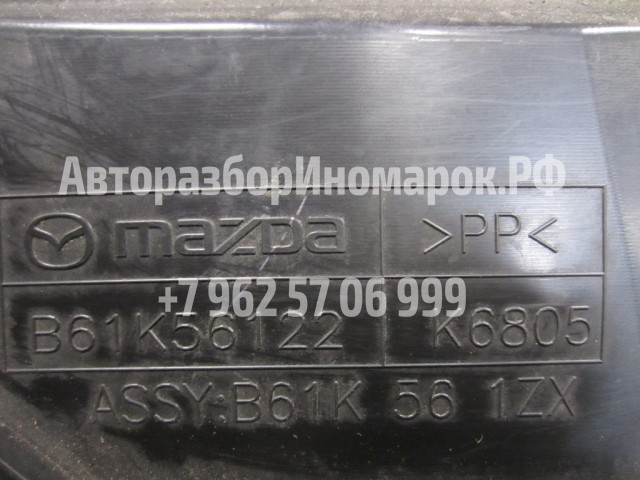 АвторазборИномарок.РФ
mazda >PP<
+7 962 57 06 999
B61K56122 K6805
ASSY:B61K 56 1ZX